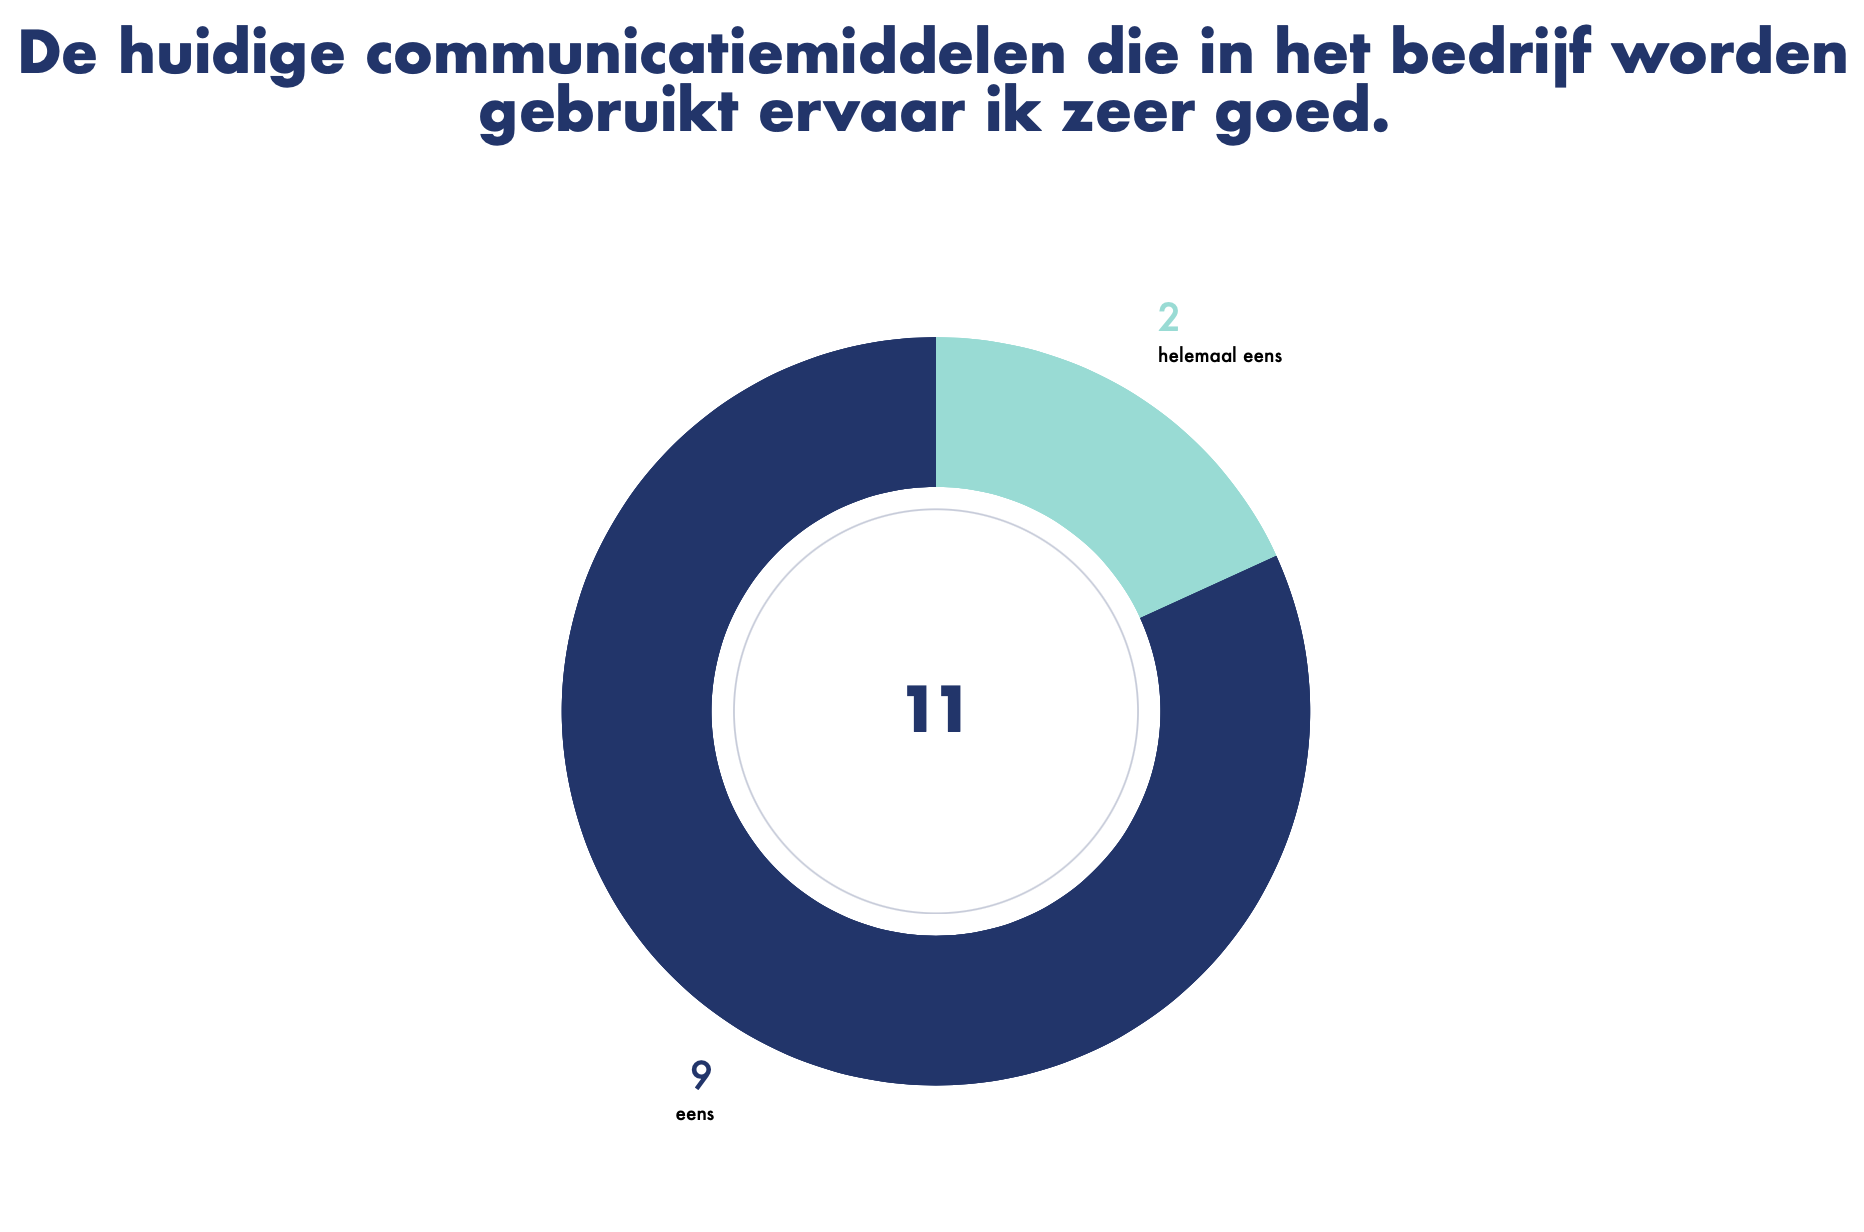 De huidige communicatiemiddelen die in het bedrijf worden
gebruikt ervaar ik zeer goed.
2
helemaal eens
11
9
eens